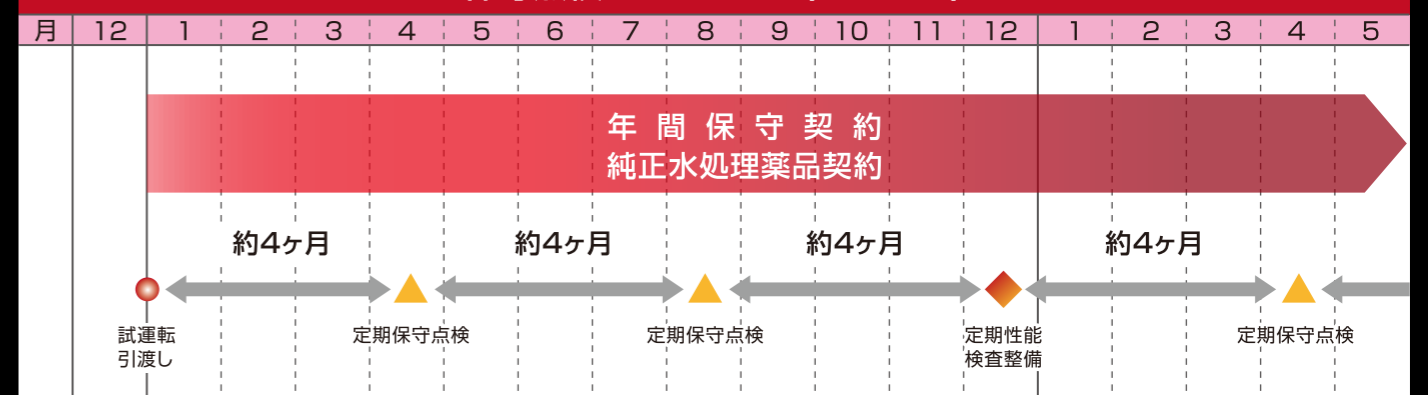 月 12 1 2 3 4 5 6 7 8 9 10 11 12 1 2 3 4 5
年間保守契約
純正水処理薬品契約
約4ヶ月 約4ヶ月 約4ヶ月 約4ヶ月
試運転
引渡し
定期保守点検
定期保守点検
定期性能
検査整備
定期保守点検